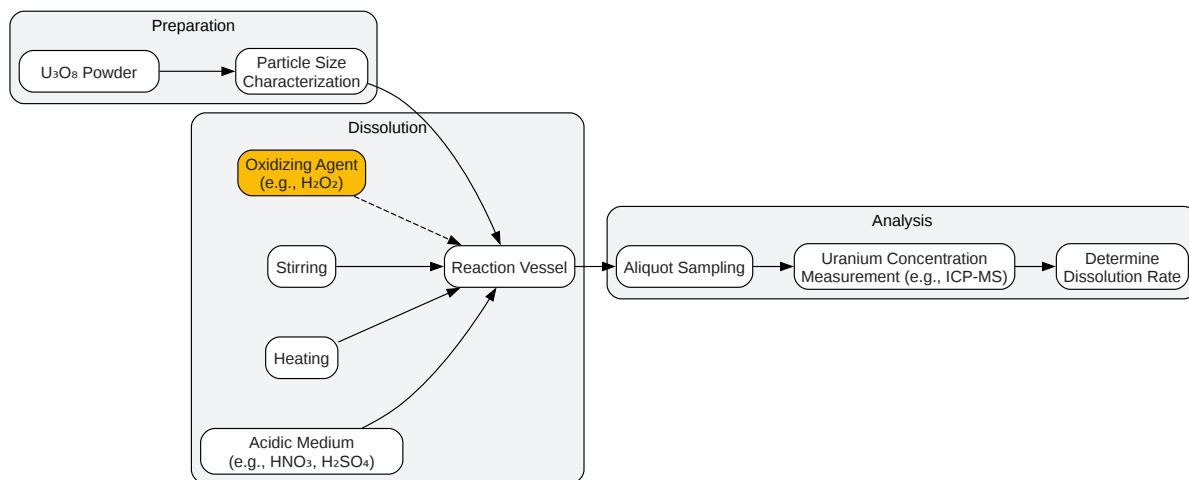 Preparation
U₃O₈ Powder
Particle Size
Characterization
Dissolution
Oxidizing Agent
(e.g., H₂O₂)
Stirring
Reaction Vessel
Heating
Acidic Medium
(e.g., HNO₃, H₂SO₄)
Analysis
Aliquot Sampling
Uranium Concentration
Measurement (e.g., ICP-MS)
Determine
Dissolution Rate